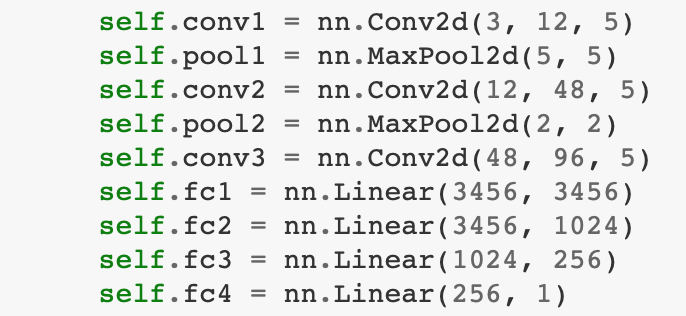 self.conv1 = nn.Conv2d(3, 12, 5)
self.pool1 = nn.MaxPool2d(5, 5)
self.conv2 = nn.Conv2d(12, 48, 5)
self.pool2 = nn.MaxPool2d(2, 2)
self.conv3 = nn.Conv2d(48, 96, 5)
self.fc1 = nn.Linear(3456, 3456)
self.fc2 = nn.Linear(3456, 1024)
self.fc3 = nn.Linear(1024, 256)
self.fc4 = nn.Linear(256, 1)